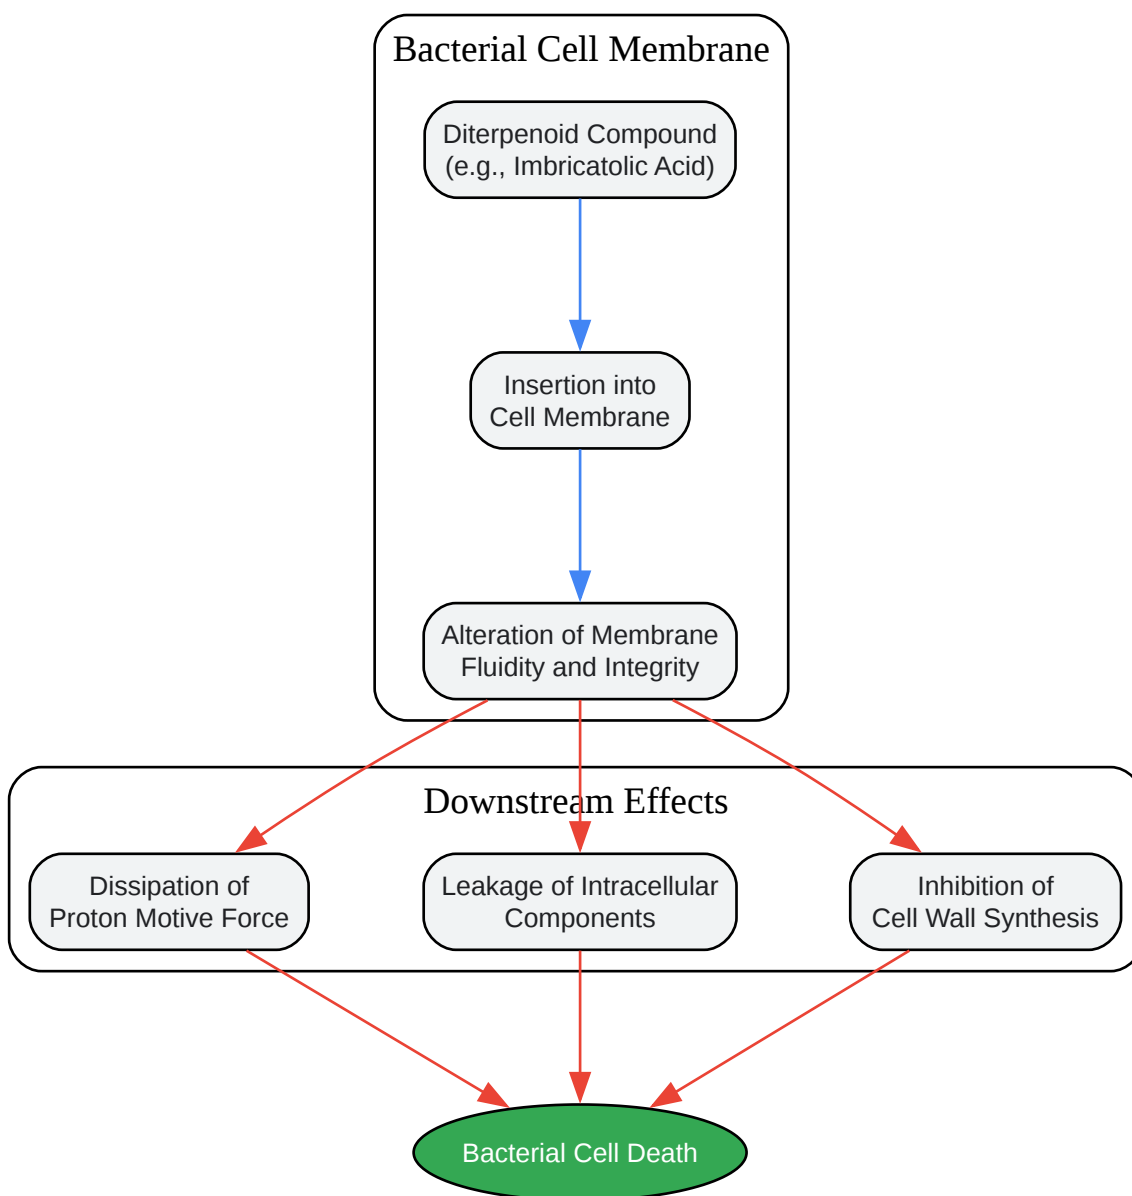 Bacterial Cell Membrane
Diterpenoid Compound
(e.g., Imbricatolic Acid)
Insertion into
Cell Membrane
Alteration of Membrane
Fluidity and Integrity
Downstream Effects
Dissipation of
Proton Motive Force
Leakage of Intracellular
Components
Inhibition of
Cell Wall Synthesis
Bacterial Cell Death